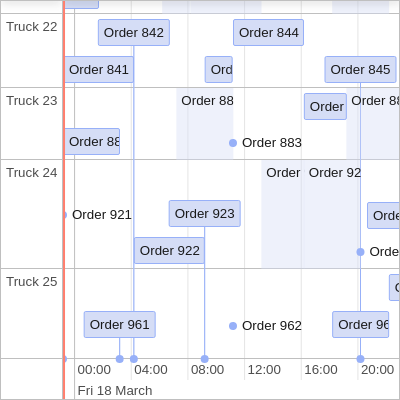 Truck 22
Order 842
Order 844
Order 841
Ord
Order 845
Truck 23
Order 88
Order
Order 88
Order 88
Order 883
Truck 24
Order
Order 92
Order 921
Order 923
Orde
Order 922
Orde
Truck 25
Order 961
Order 962
Order 96
00:00
04:00
08:00
12:00
16:00
20:00
Fri 18 March